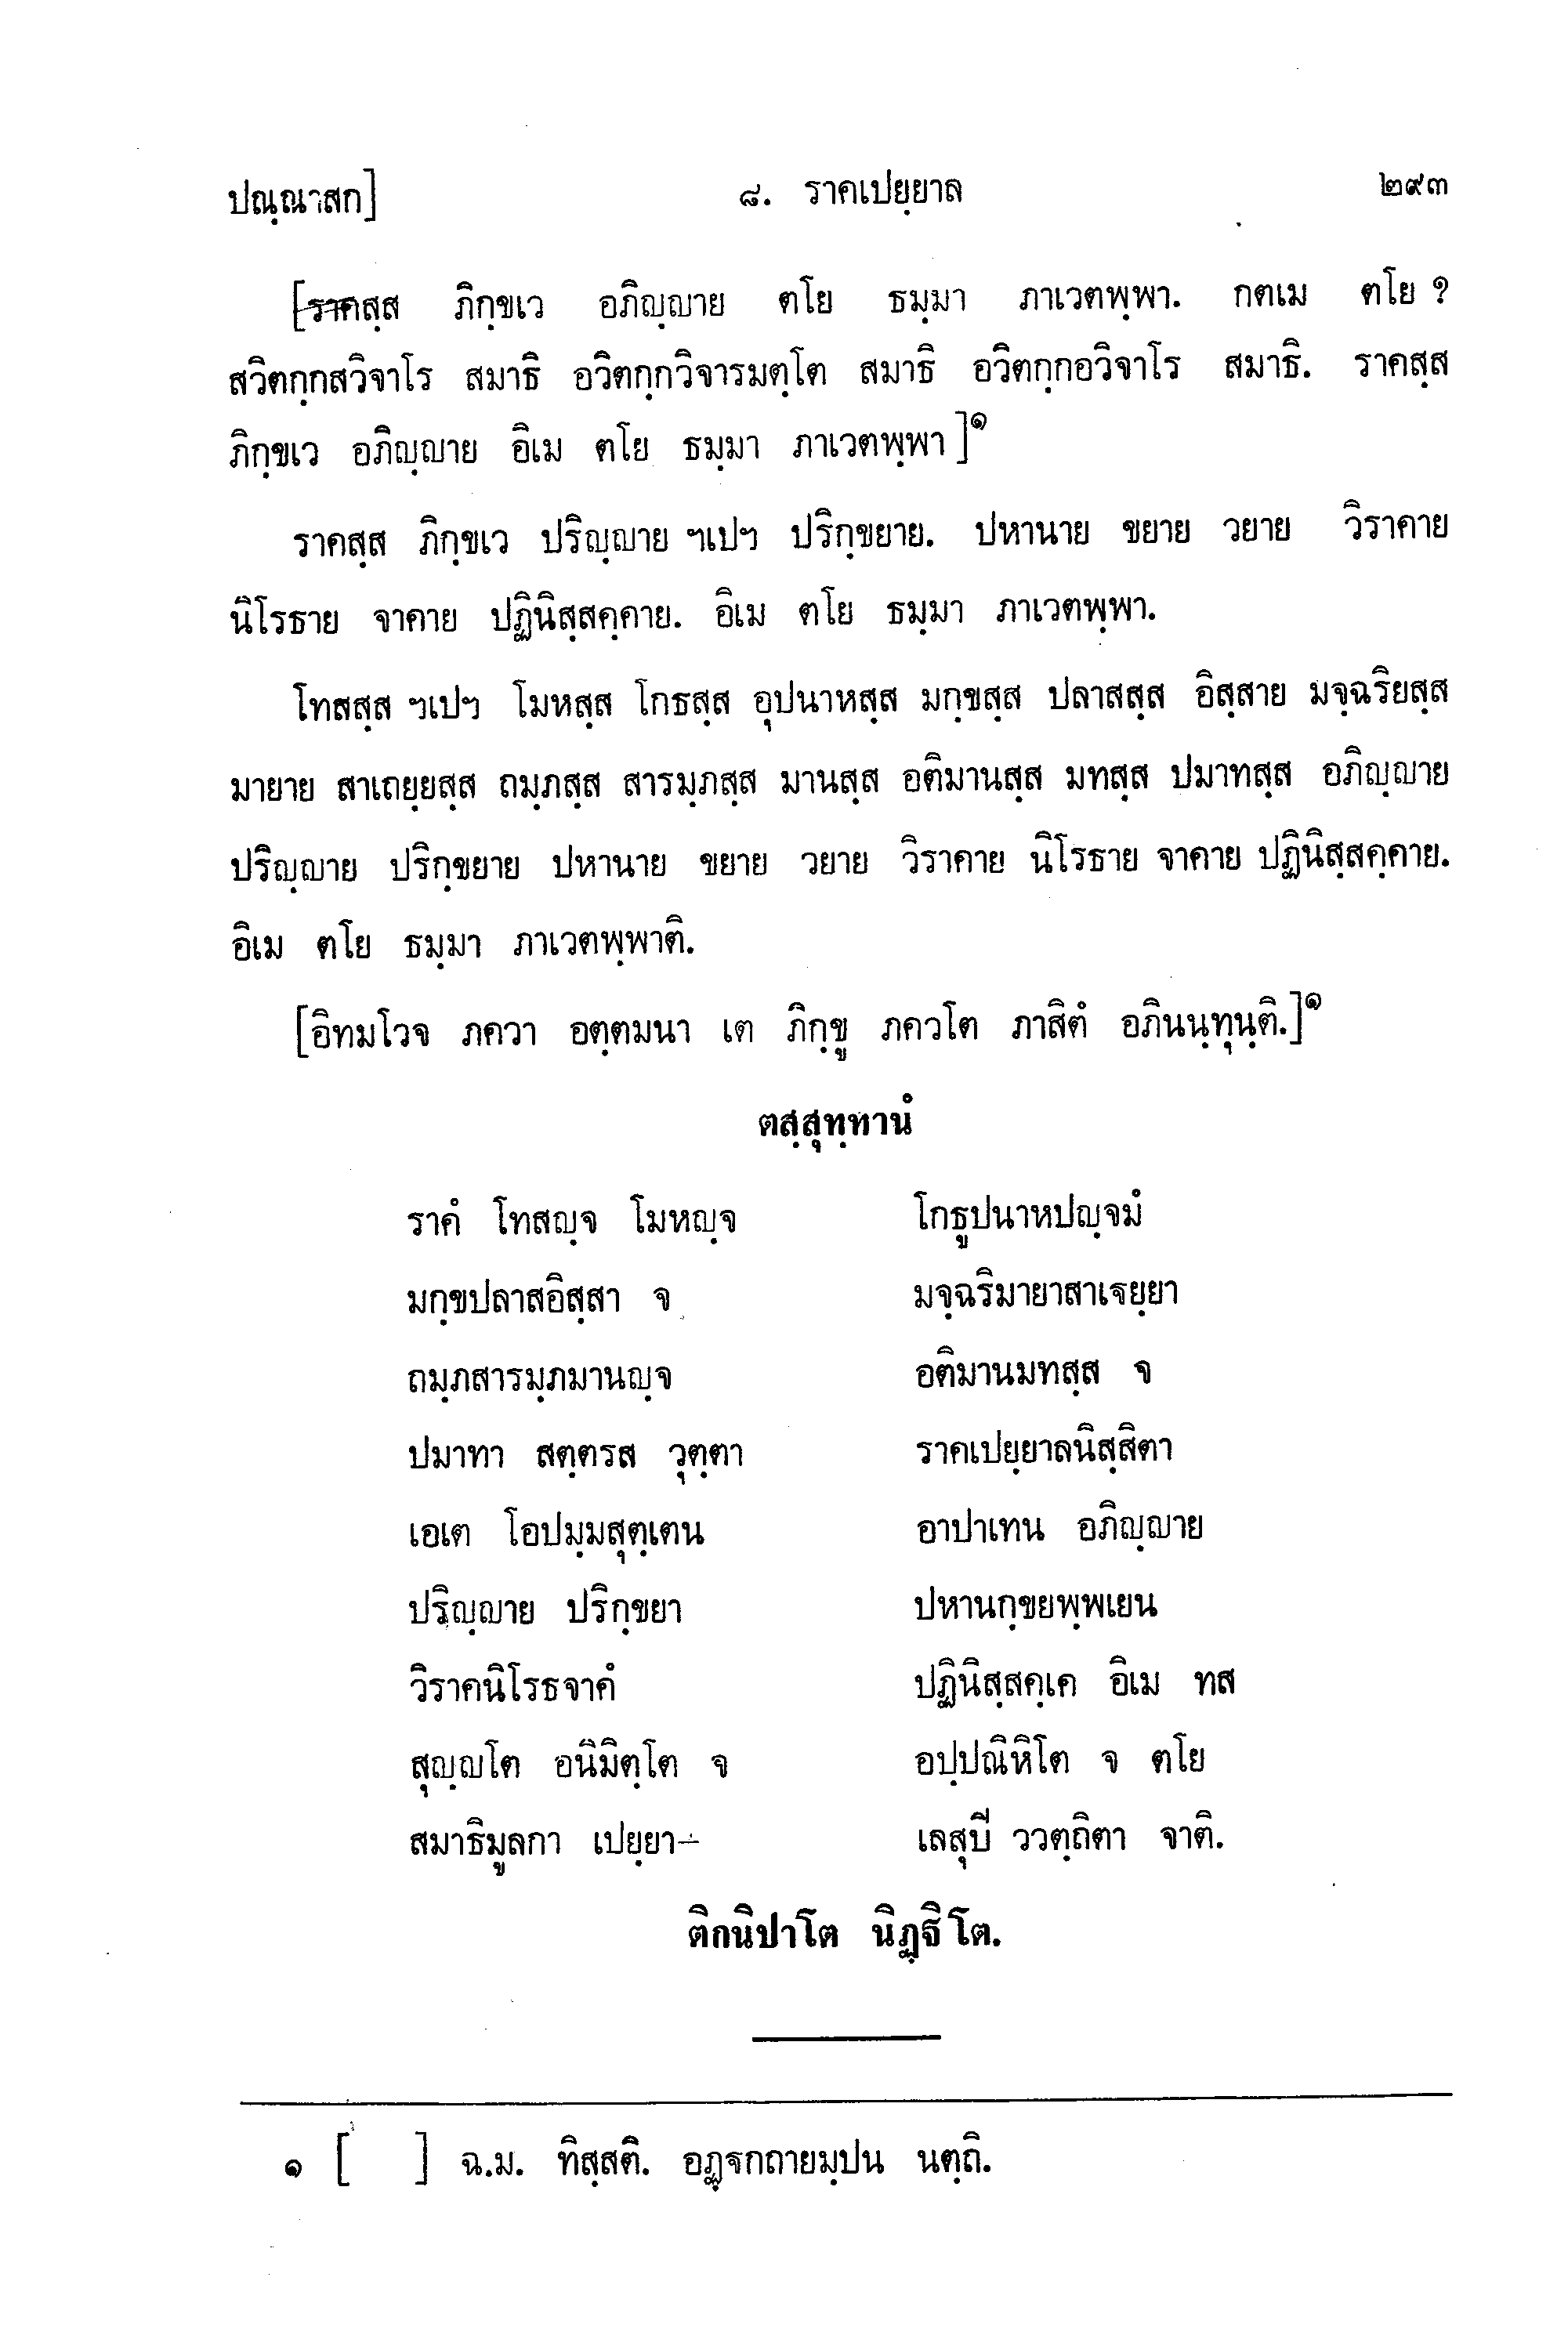 ปณฺณาสก] ๘. ราคเปยฺยาล ๒๙๓
[ราคสฺส ภิกฺขเว อภิญฺญาย ตโย ธมฺมา ภาเวตพฺพา. กตเม ตโย ?
สวิตกฺกสวิจาโร สมาธิ อวิตกฺกวิจารมตฺโต สมาธิ อวิตกฺกอวิจาโร สมาธิ. ราคสฺส
ภิกฺขเว อภิญฺญาย อิเม ตโย ธมฺมา ภาเวตพฺพา]๑
ราคสฺส ภิกฺขเว ปริญฺญาย ฯเปฯ ปริกฺขยาย. ปหานาย ขยาย วยาย วิราคาย
นิโรธาย จาคาย ปฏินิสฺสคฺคาย. อิเม ตโย ธมฺมา ภาเวตพฺพา.
โทสสฺส ฯเปฯ โมหสฺส โกธสฺส อุปนาหสฺส มกฺขสฺส ปลาสสฺส อิสฺสาย มจฺฉริยสฺส
มายาย สาเถยฺยสฺส ถมฺภสฺส สารมฺภสฺส มานสฺส อติมานสฺส มทสฺส ปมาทสฺส อภิญฺญาย
ปริญฺญาย ปริกฺขยาย ปหานาย ขยาย วยาย วิราคาย นิโรธาย จาคาย ปฏินิสฺสคฺคาย.
อิเม ตโย ธมฺมา ภาเวตพฺพาติ.
[อิทมโวจ ภควา อตฺตมนา เต ภิกฺขู ภควโต ภาสิตํ อภินนฺทุนฺติ.]๑
ตสฺสุทฺทานํ
ราคํ โทสญฺจ โมหญฺจ โกธูปนาหปญฺจมํ
มกฺขปลาสอิสฺสา จ มจฺฉริมายาสาเฐยฺยา
ถมฺภสารมฺภมานญฺจ อติมานมทสฺส จ
ปมาทา สตฺตรส วุตฺตา ราคเปยฺยาลนิสฺสิตา
เอเต โอปมฺมสุตฺเตน อาปาเทน อภิญฺญาย
ปริญฺญาย ปริกฺขยา ปหานกฺขยพฺพเยน
วิราคนิโรธจาคํ ปฏินิสฺสคฺเค อิเม ทส
สุญฺญโต อนิมิตฺโต จ อปฺปณิหิโต จ ตโย
สมาธิมูลกา เปยฺยา– เลสุปี ววตฺถิตา จาติ.
ติกนิปาโต นิฏฺฐิโต.
๑ [ ] ฉ.ม. ทิสฺสติ. อฏฺฐกถายมฺปน นตฺถิ.